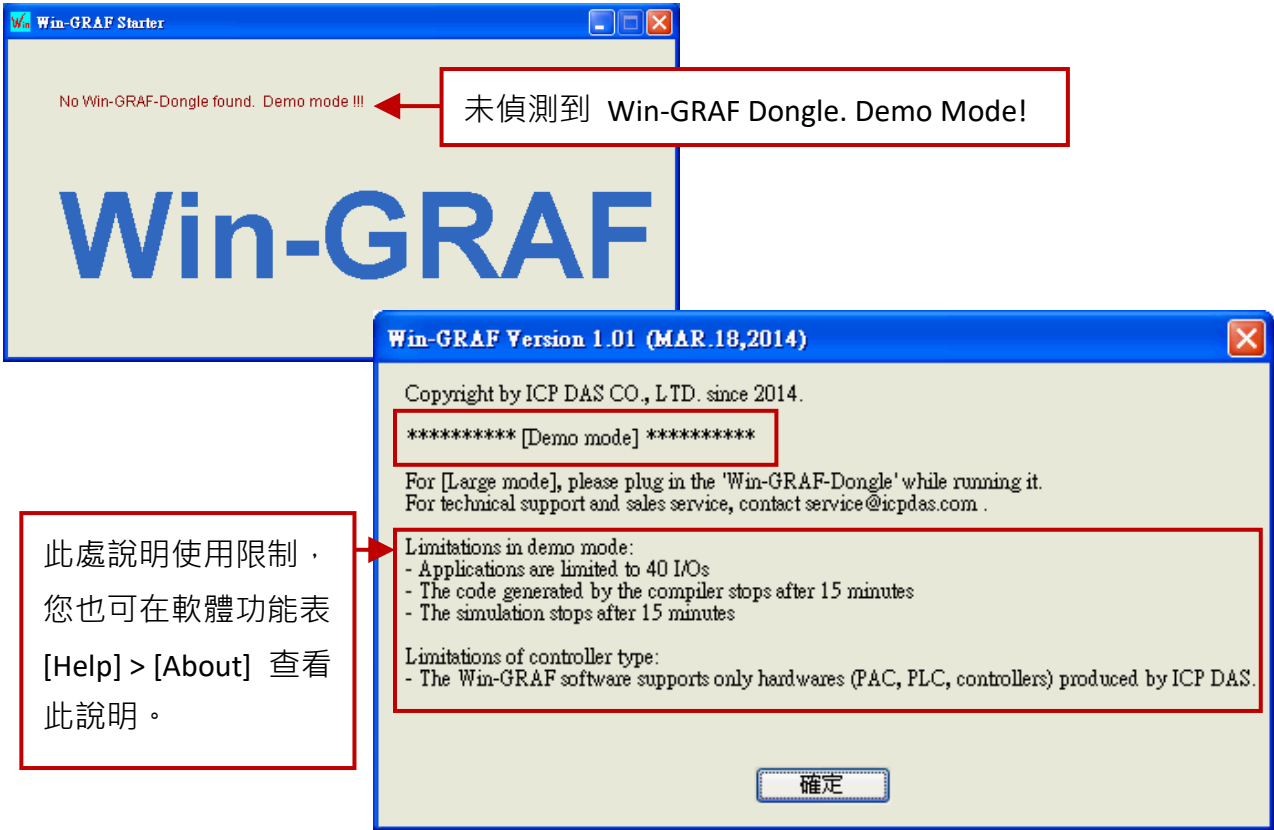 Win Win-GRAF Starter
No Win-GRAF-Dongle found. Demo mode !!!
未偵測到 Win-GRAF Dongle. Demo Mode!
Win-GRAF
Win-GRAF Version 1.01 (MAR.18,2014)
Copyright by ICP DAS CO., LTD. since 2014.
********** [Demo mode] **********
For [Large mode], please plug in the 'Win-GRAF-Dongle' while running it.
For technical support and sales service, contact service@icpdas.com .
此處說明使用限制，
您也可在軟體功能表
[Help] > [About] 查看
此說明。
Limitations in demo mode:
- Applications are limited to 40 I/Os
- The code generated by the compiler stops after 15 minutes
- The simulation stops after 15 minutes
Limitations of controller type:
- The Win-GRAF software supports only hardwares (PAC, PLC, controllers) produced by ICP DAS.
確定